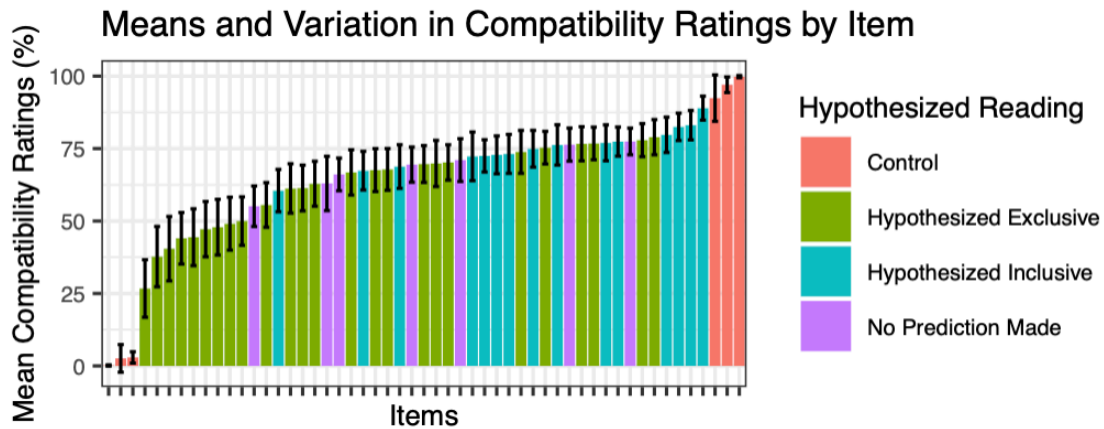 Means and Variation in Compatibility Ratings by Item
Mean Compatibility Ratings (%)
100
75
50
25
0
Items
Hypothesized Reading
Control
Hypothesized Exclusive
Hypothesized Inclusive
No Prediction Made